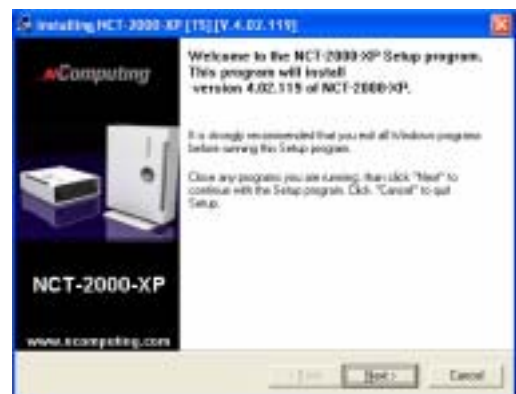 Installing NCT-2000-XP [TS] [V.4.02.119]
nComputing
NCT-2000-XP
www.ncomputing.com
Welcome to the NCT-2000-XP Setup program.
This program will install
version 4.02.119 of NCT-2000-XP.
It is strongly recommended that you exit all Windows programs
before running this Setup program.
Close any programs you are running, then click "Next" to
continue with the Setup program. Click "Cancel" to quit
Setup.
Next >
Cancel